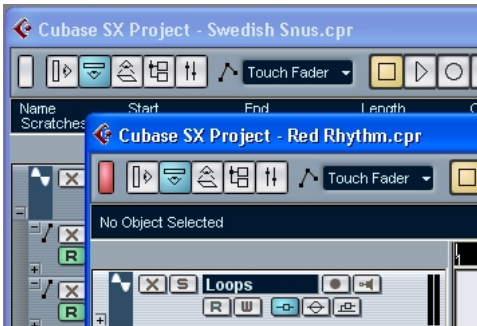 Cubase SX Project - Swedish Snus.cpr
Touch Fader
Name Start End Length
Scratches
Cubase SX Project - Red Rhythm.cpr
Touch Fader
No Object Selected
X
X S Loops
R W
X
R
X
R